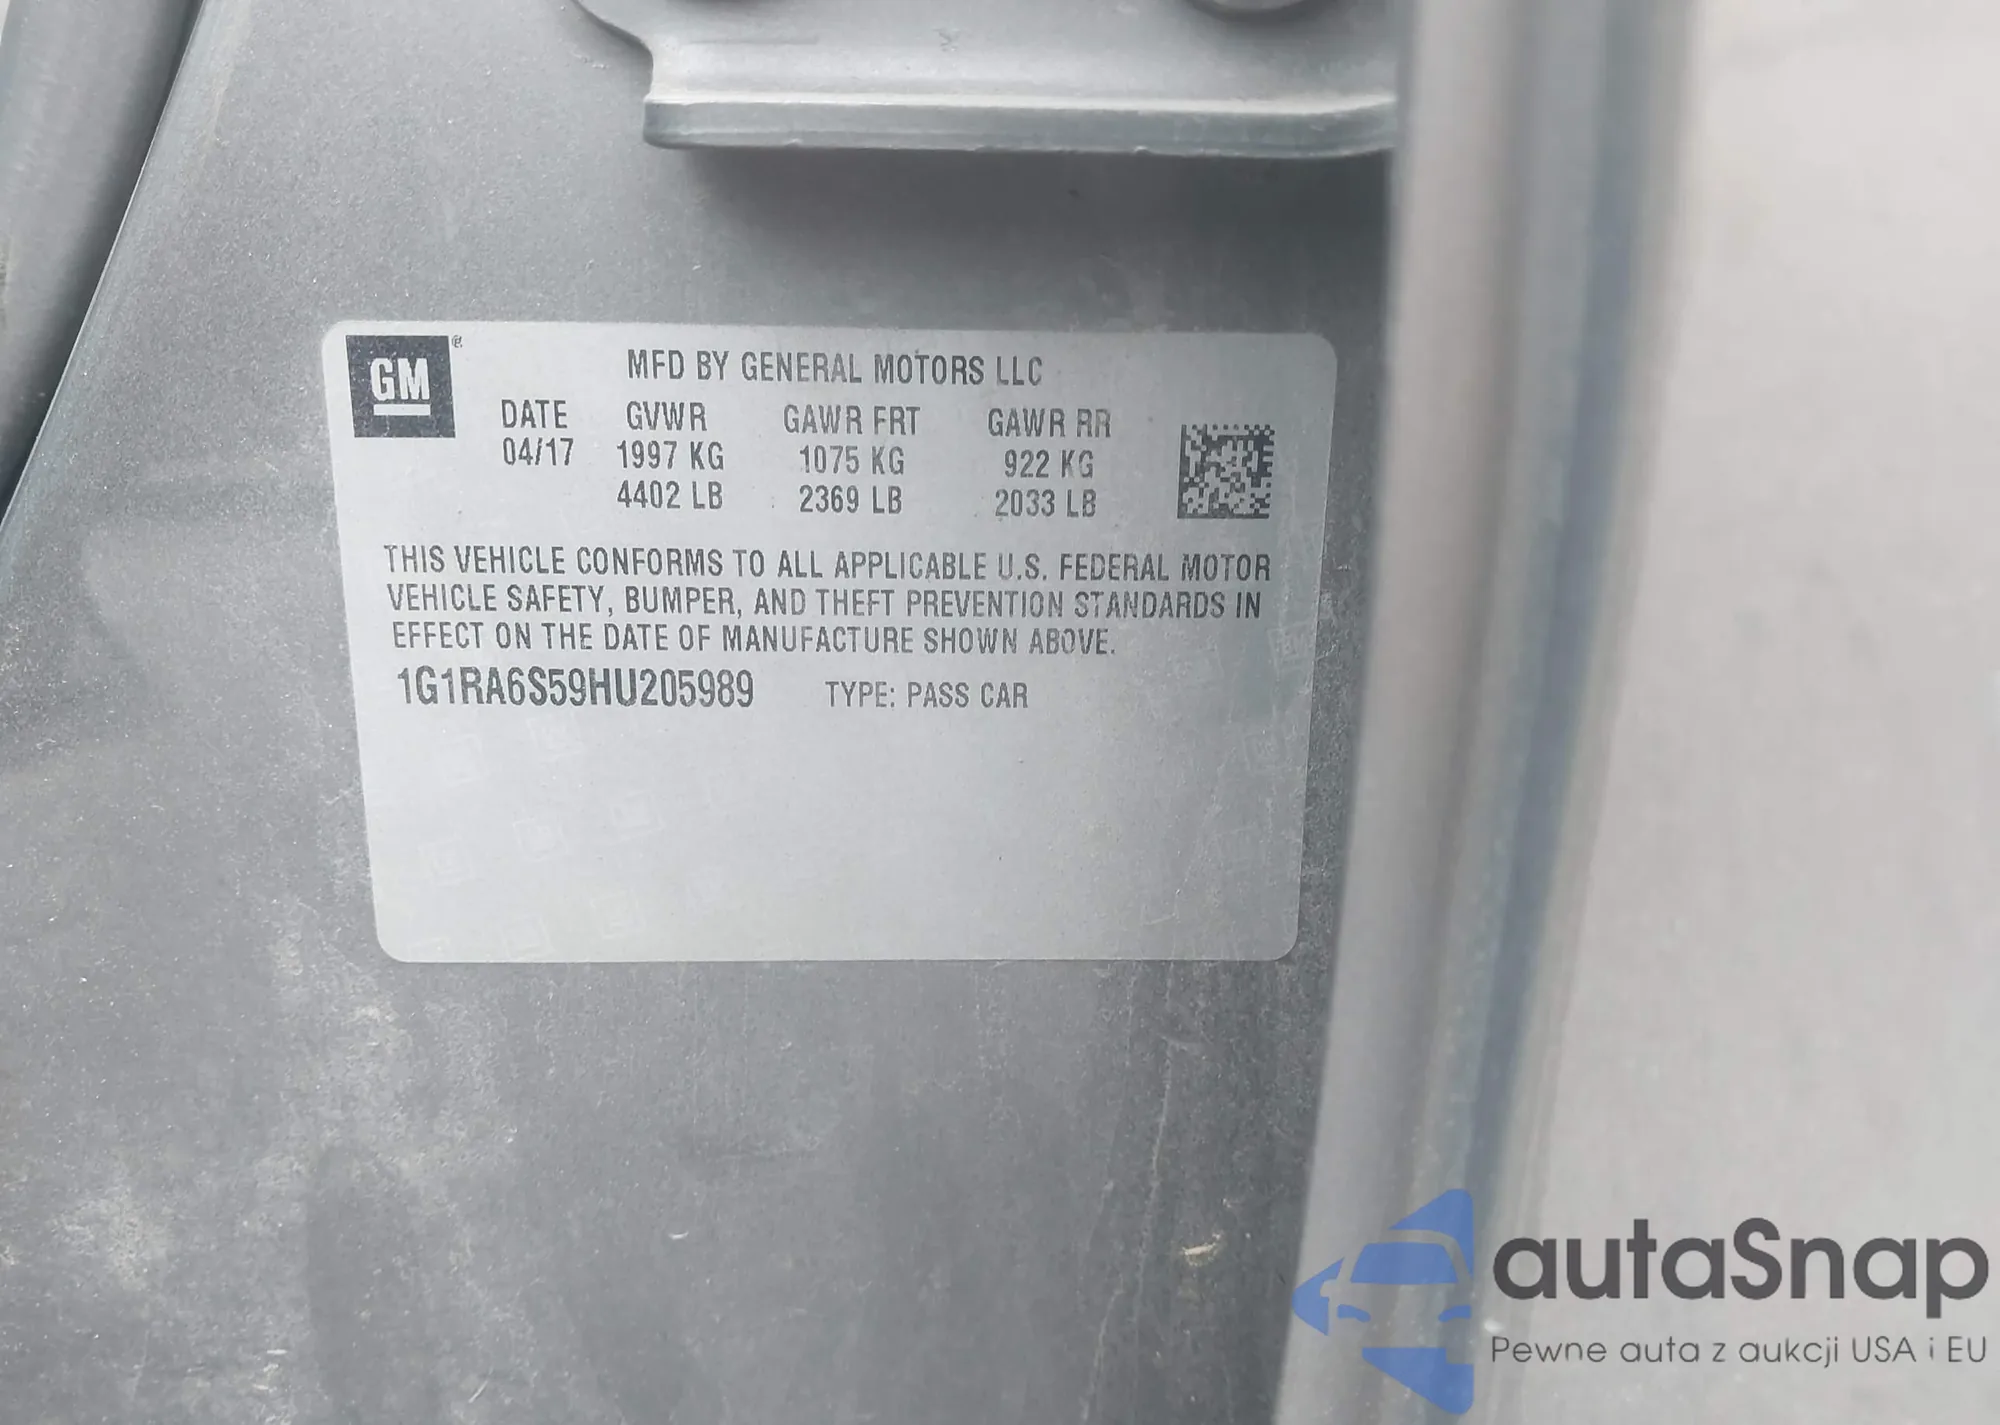 GM
MFD BY GENERAL MOTORS LLC
DATE GVWR GAWR FRT GAWR RR
04/17 1997 KG 1075 KG 922 KG
4402 LB 2369 LB 2033 LB
THIS VEHICLE CONFORMS TO ALL APPLICABLE U.S. FEDERAL MOTOR
VEHICLE SAFETY, BUMPER, AND THEFT PREVENTION STANDARDS IN
EFFECT ON THE DATE OF MANUFACTURE SHOWN ABOVE.
1G1RA6S59HU205989 TYPE: PASS CAR
autaSnap
Pewne auta z aukcji USA i EU